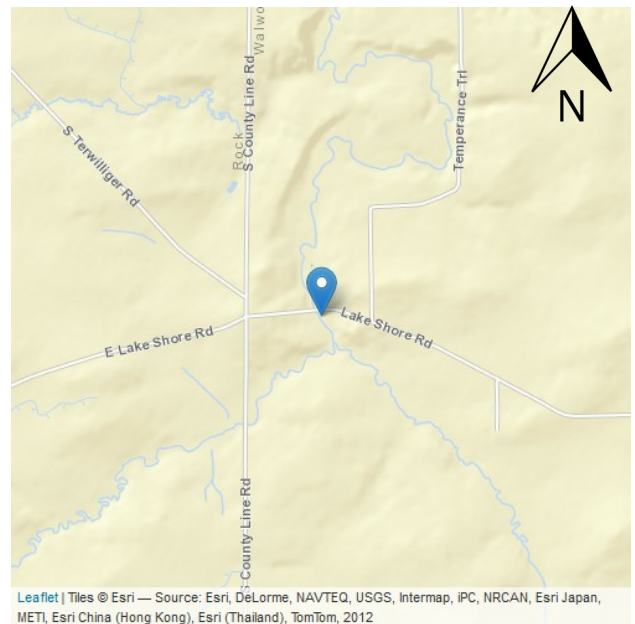 Walwo
Rock
S County Line Rd
Temperance Trl
N
S Terwilliger Rd
Lake Shore Rd
E Lake Shore Rd
S County Line Rd
Leaflet | Tiles © Esri — Source: Esri, DeLorme, NAVTEQ, USGS, Intermap, iPC, NRCAN, Esri Japan,
METI, Esri China (Hong Kong), Esri (Thailand), TomTom, 2012